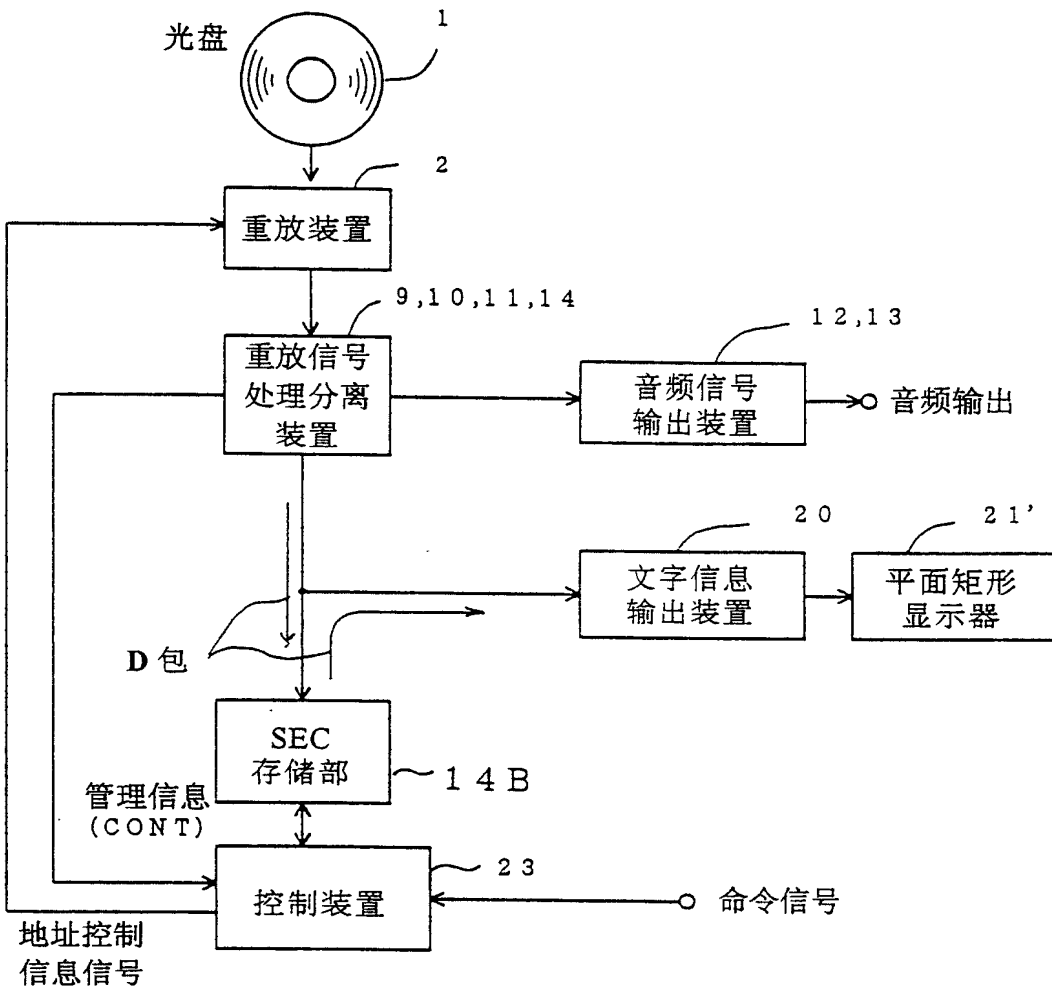 光盘
1
2
重放装置
9,10,11,14
重放信号
处理分离
装置
12,13
音频信号
输出装置
音频输出
20
文字信息
输出装置
21’
平面矩形
显示器
D 包
SEC
存储部
14B
管理信息
(CONT)
23
控制装置
命令信号
地址控制
信息信号